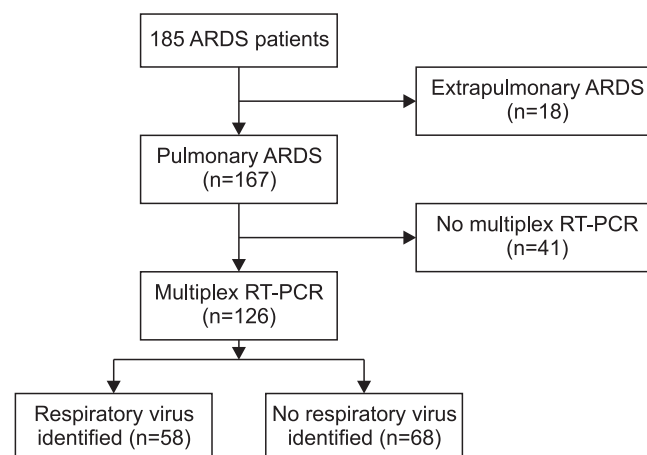 185 ARDS patients
Extrapulmonary ARDS
(n=18)
Pulmonary ARDS
(n=167)
No multiplex RT-PCR
(n=41)
Multiplex RT-PCR
(n=126)
Respiratory virus
identified (n=58)
No respiratory virus
identified (n=68)